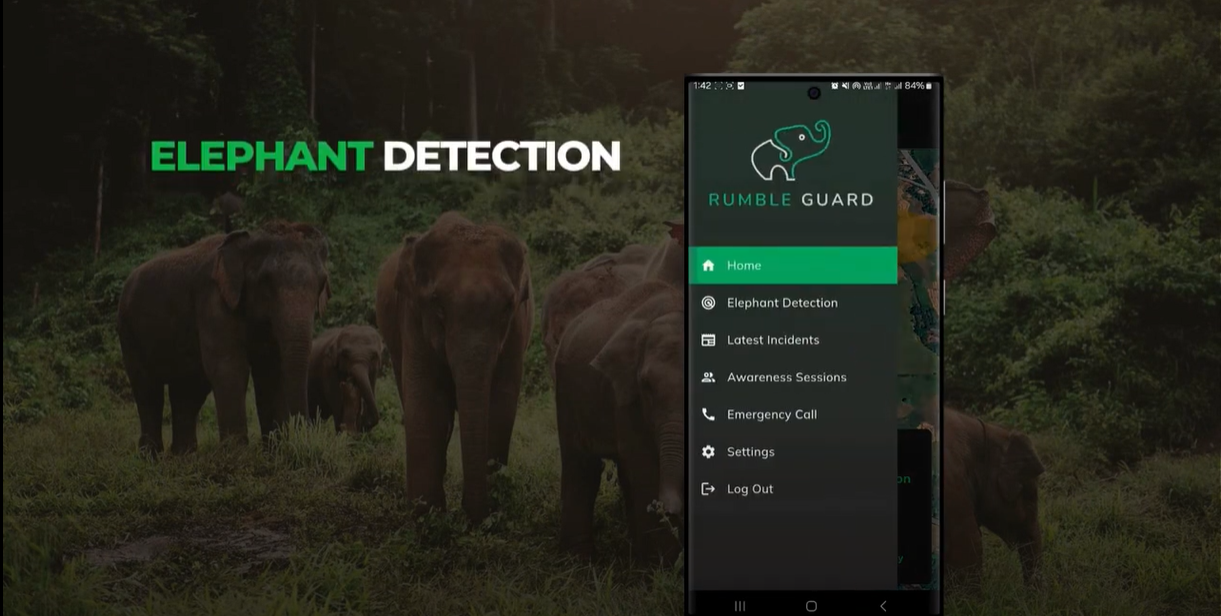 ELEPHANT DETECTION
1:42
84%
RUMBLE GUARD
Home
Elephant Detection
Latest Incidents
Awareness Sessions
Emergency Call
Settings
Log Out
on
y